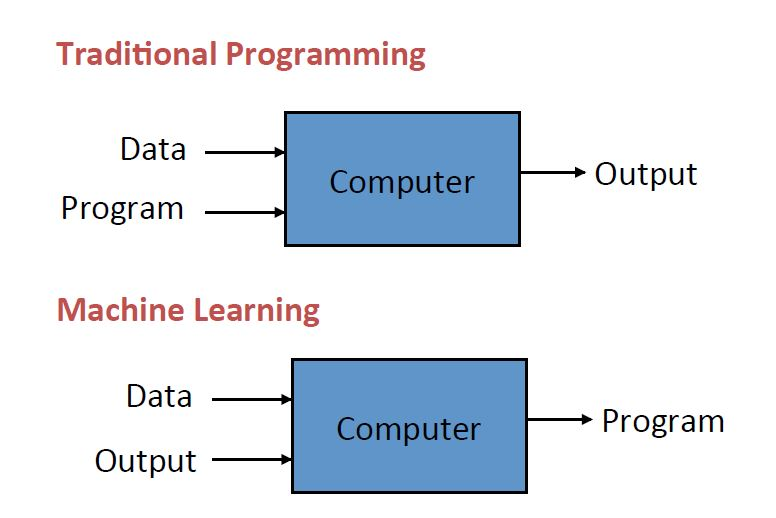 Traditional Programming
Data
Program
Computer
Output
Machine Learning
Data
Output
Computer
Program